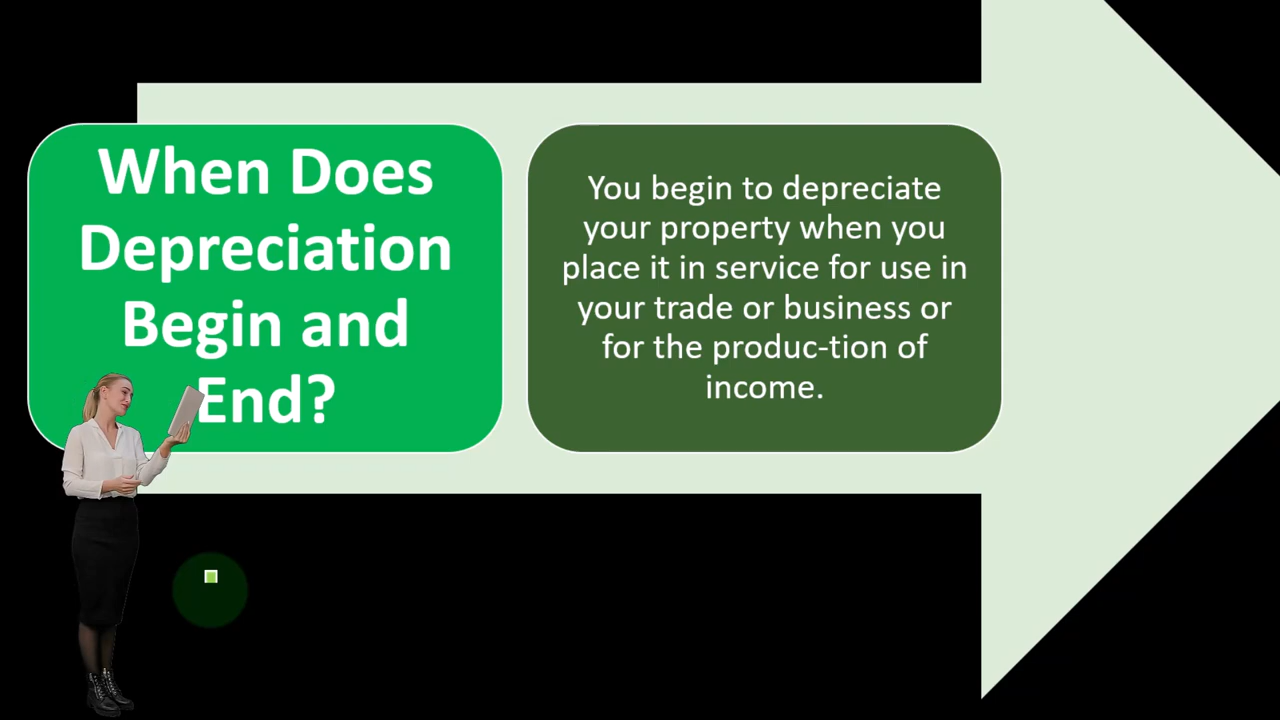 When Does
Depreciation
Begin and
End?
You begin to depreciate
your property when you
place it in service for use in
your trade or business or
for the produc-tion of
income.